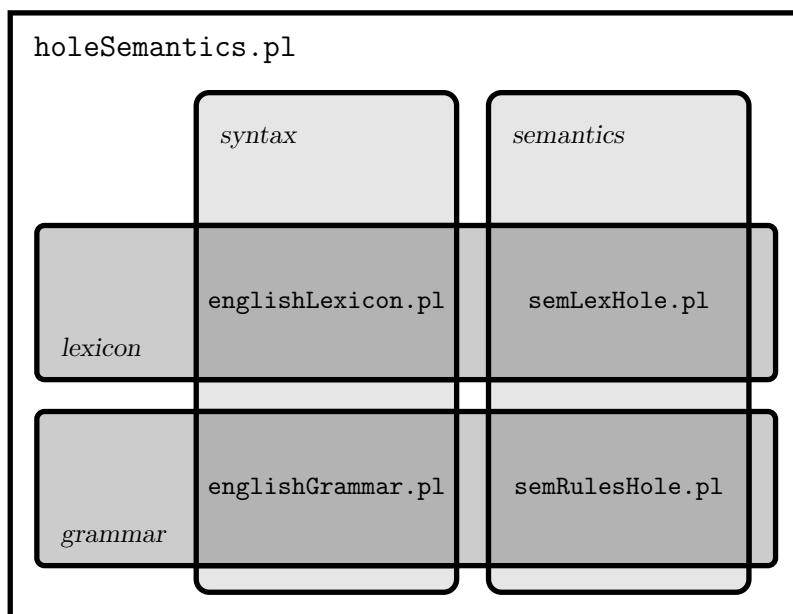 holeSemantics.pl
syntax
semantics
englishLexicon.pl
semLexHole.pl
lexicon
englishGrammar.pl
semRulesHole.pl
grammar